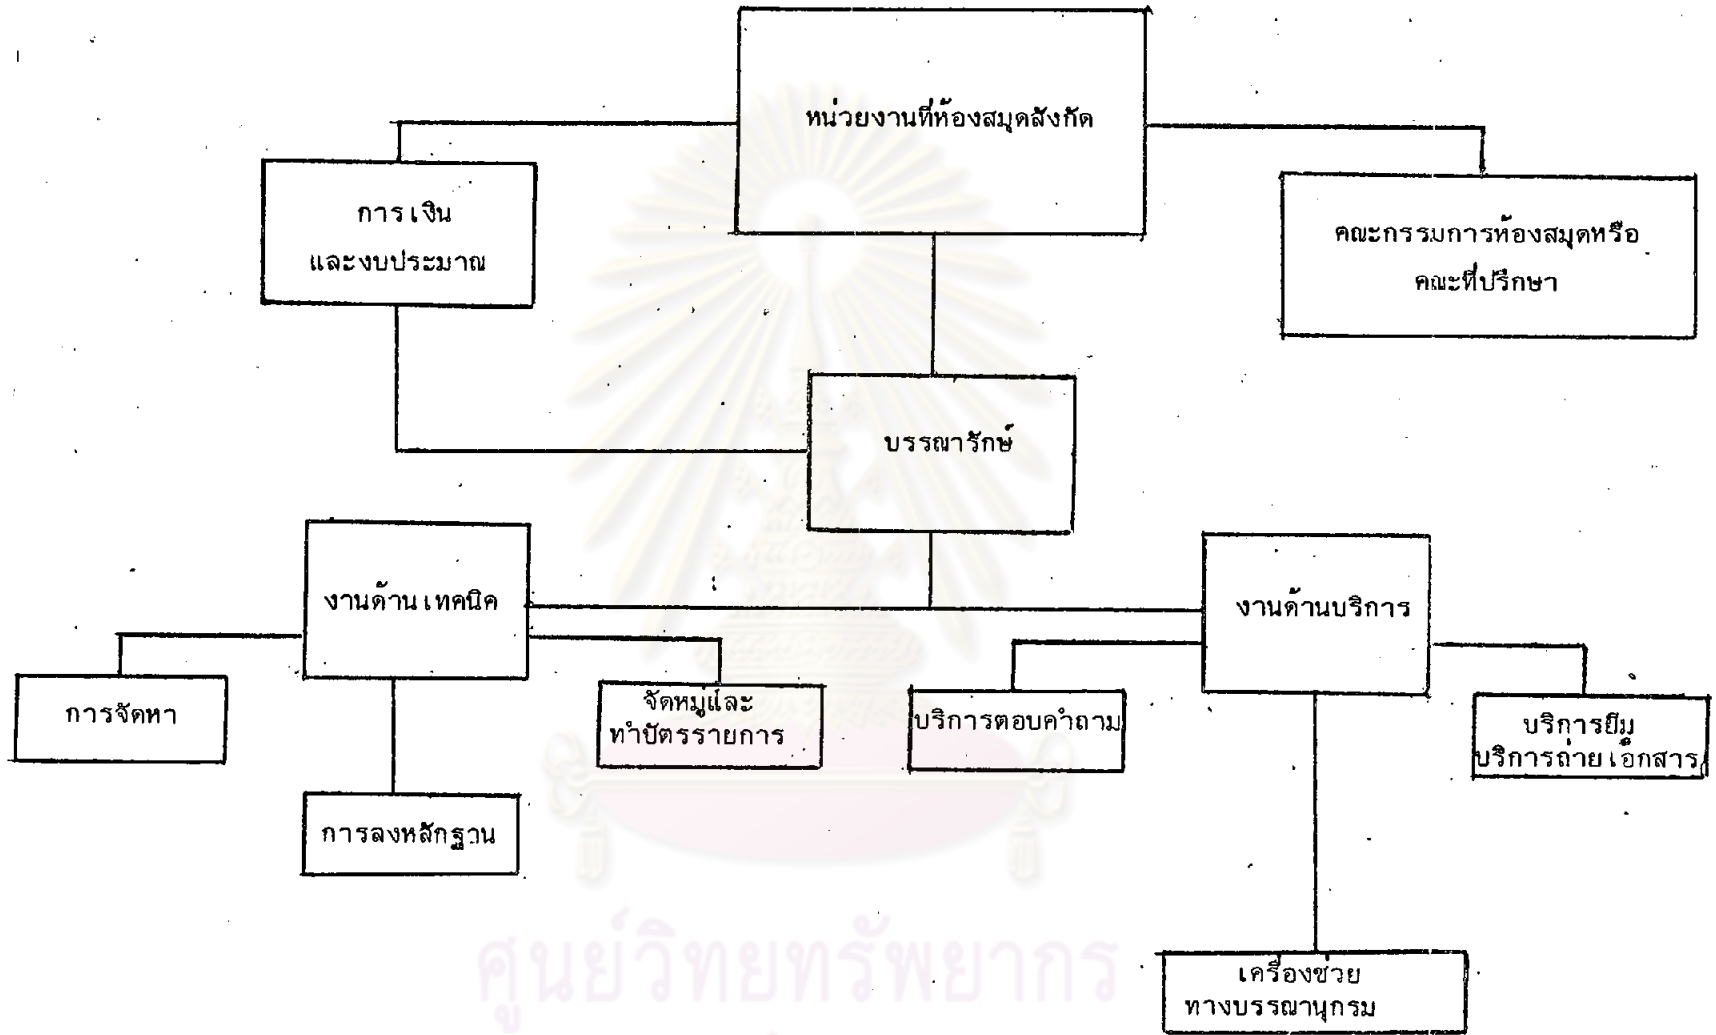 หน่วยงานที่ห้องสมุดสังกัด
การเงิน
และงบประมาณ
คณะกรรมการห้องสมุดหรือ
คณะที่ปรึกษา
บรรณารักษ์
งานด้านเทคนิค
งานด้านบริการ
การจัดหา
จัดหมู่และ
ทำบัตรรายการ
บริการตอบคำถาม
บริการยืม
บริการถ่ายเอกสาร
การลงหลักฐาน
เครื่องช่วย
ทางบรรณานุกรม
ศูนย์วิทยทรัพยากร